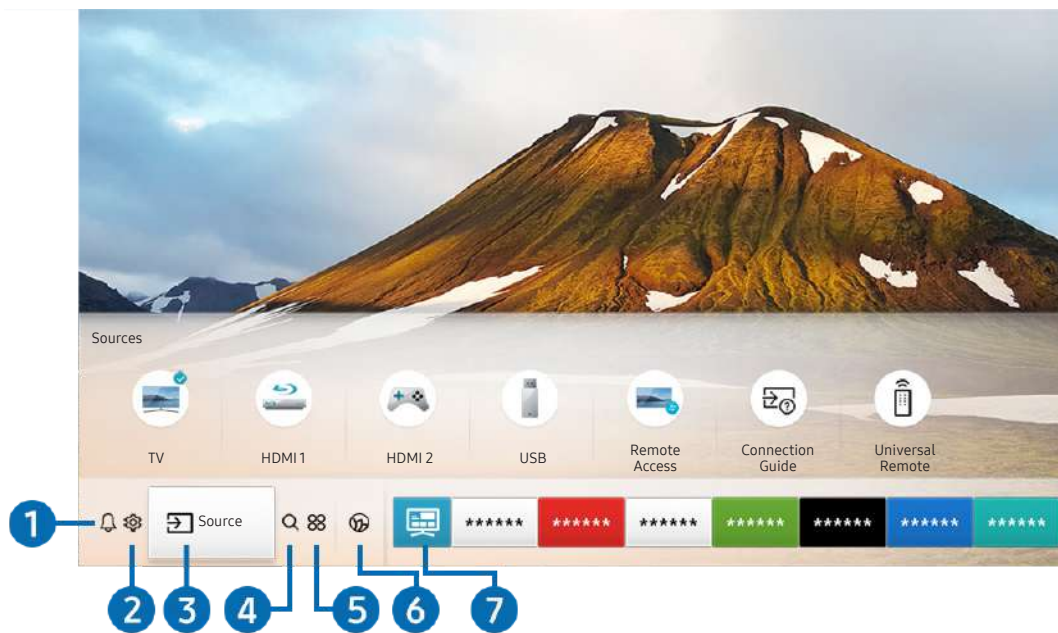 Sources
TV
HDMI 1
HDMI 2
USB
Remote
Access
Connection
Guide
Universal
Remote
1
Source
****** ****** ****** ****** ****** ****** ******
2 3 4 5 6 7